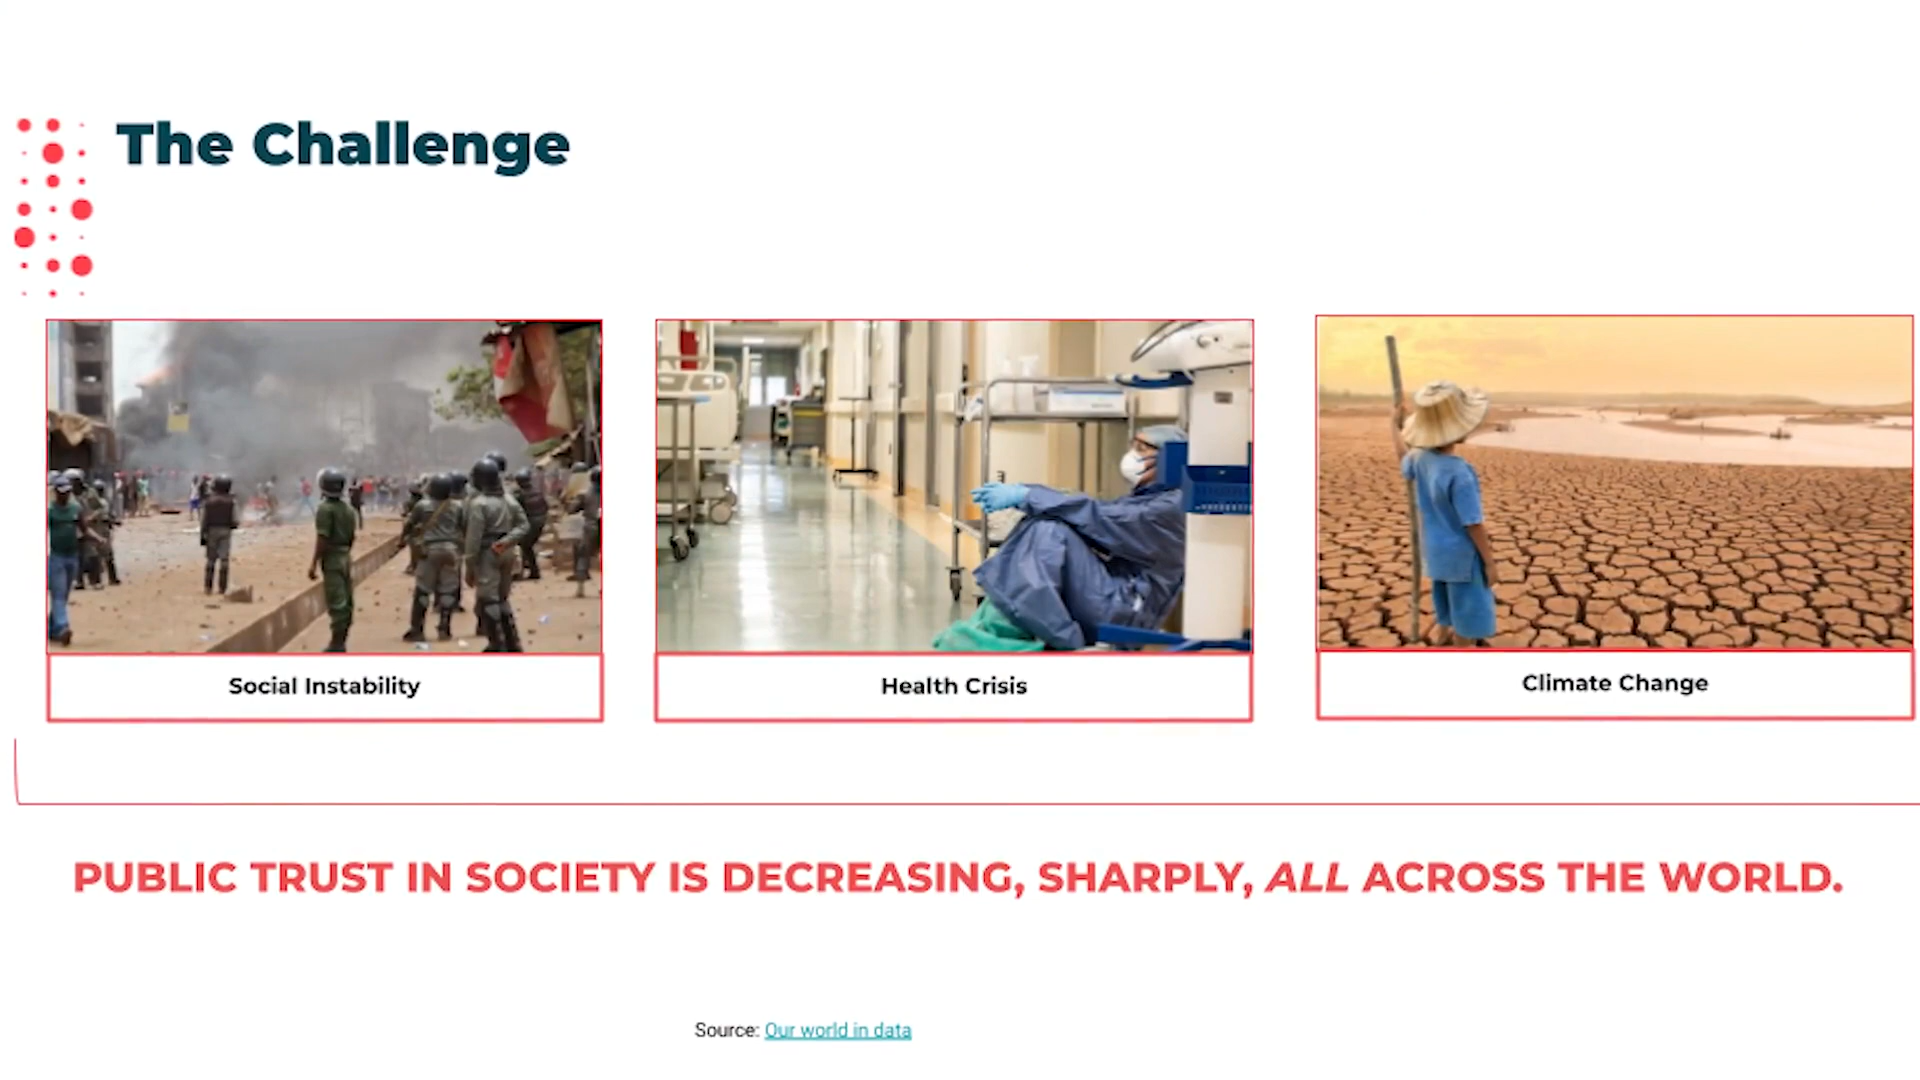 The Challenge
Social Instability
Health Crisis
Climate Change
PUBLIC TRUST IN SOCIETY IS DECREASING, SHARPLY, ALL ACROSS THE WORLD.
Source: Our world in data